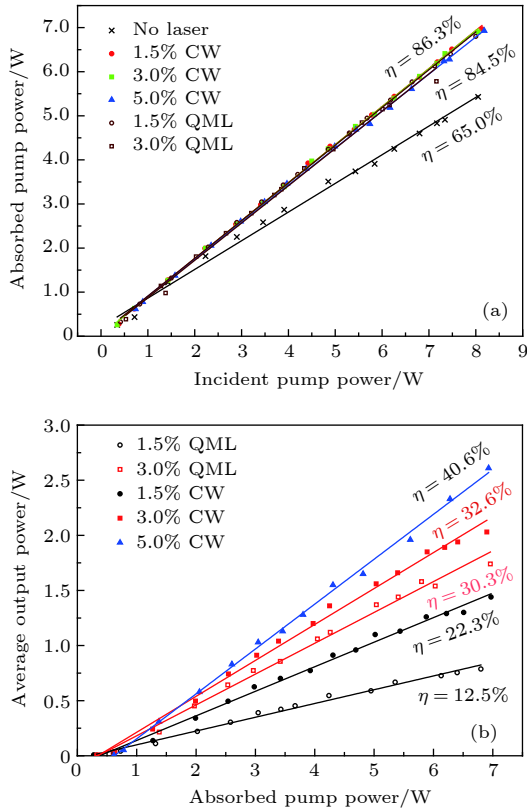 7.0
6.0
5.0
4.0
3.0
2.0
1.0
0
Absorbed pump power/W
No laser
1.5% CW
3.0% CW
5.0% CW
1.5% QML
3.0% QML
η = 86.3%
η = 84.5%
η = 65.0%
(a)
0 1 2 3 4 5 6 7 8 9
Incident pump power/W
3.0
2.5
2.0
1.5
1.0
0.5
0
Average output power/W
1.5% QML
3.0% QML
1.5% CW
3.0% CW
5.0% CW
η = 40.6%
η = 32.6%
η = 30.3%
η = 22.3%
η = 12.5%
(b)
0 1 2 3 4 5 6 7
Absorbed pump power/W